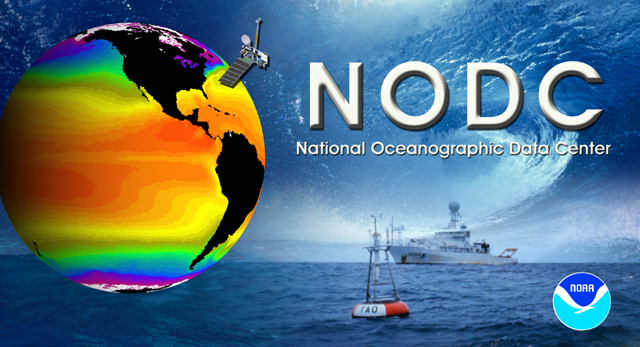 NODC
National Oceanographic Data Center
TAO
NOAA